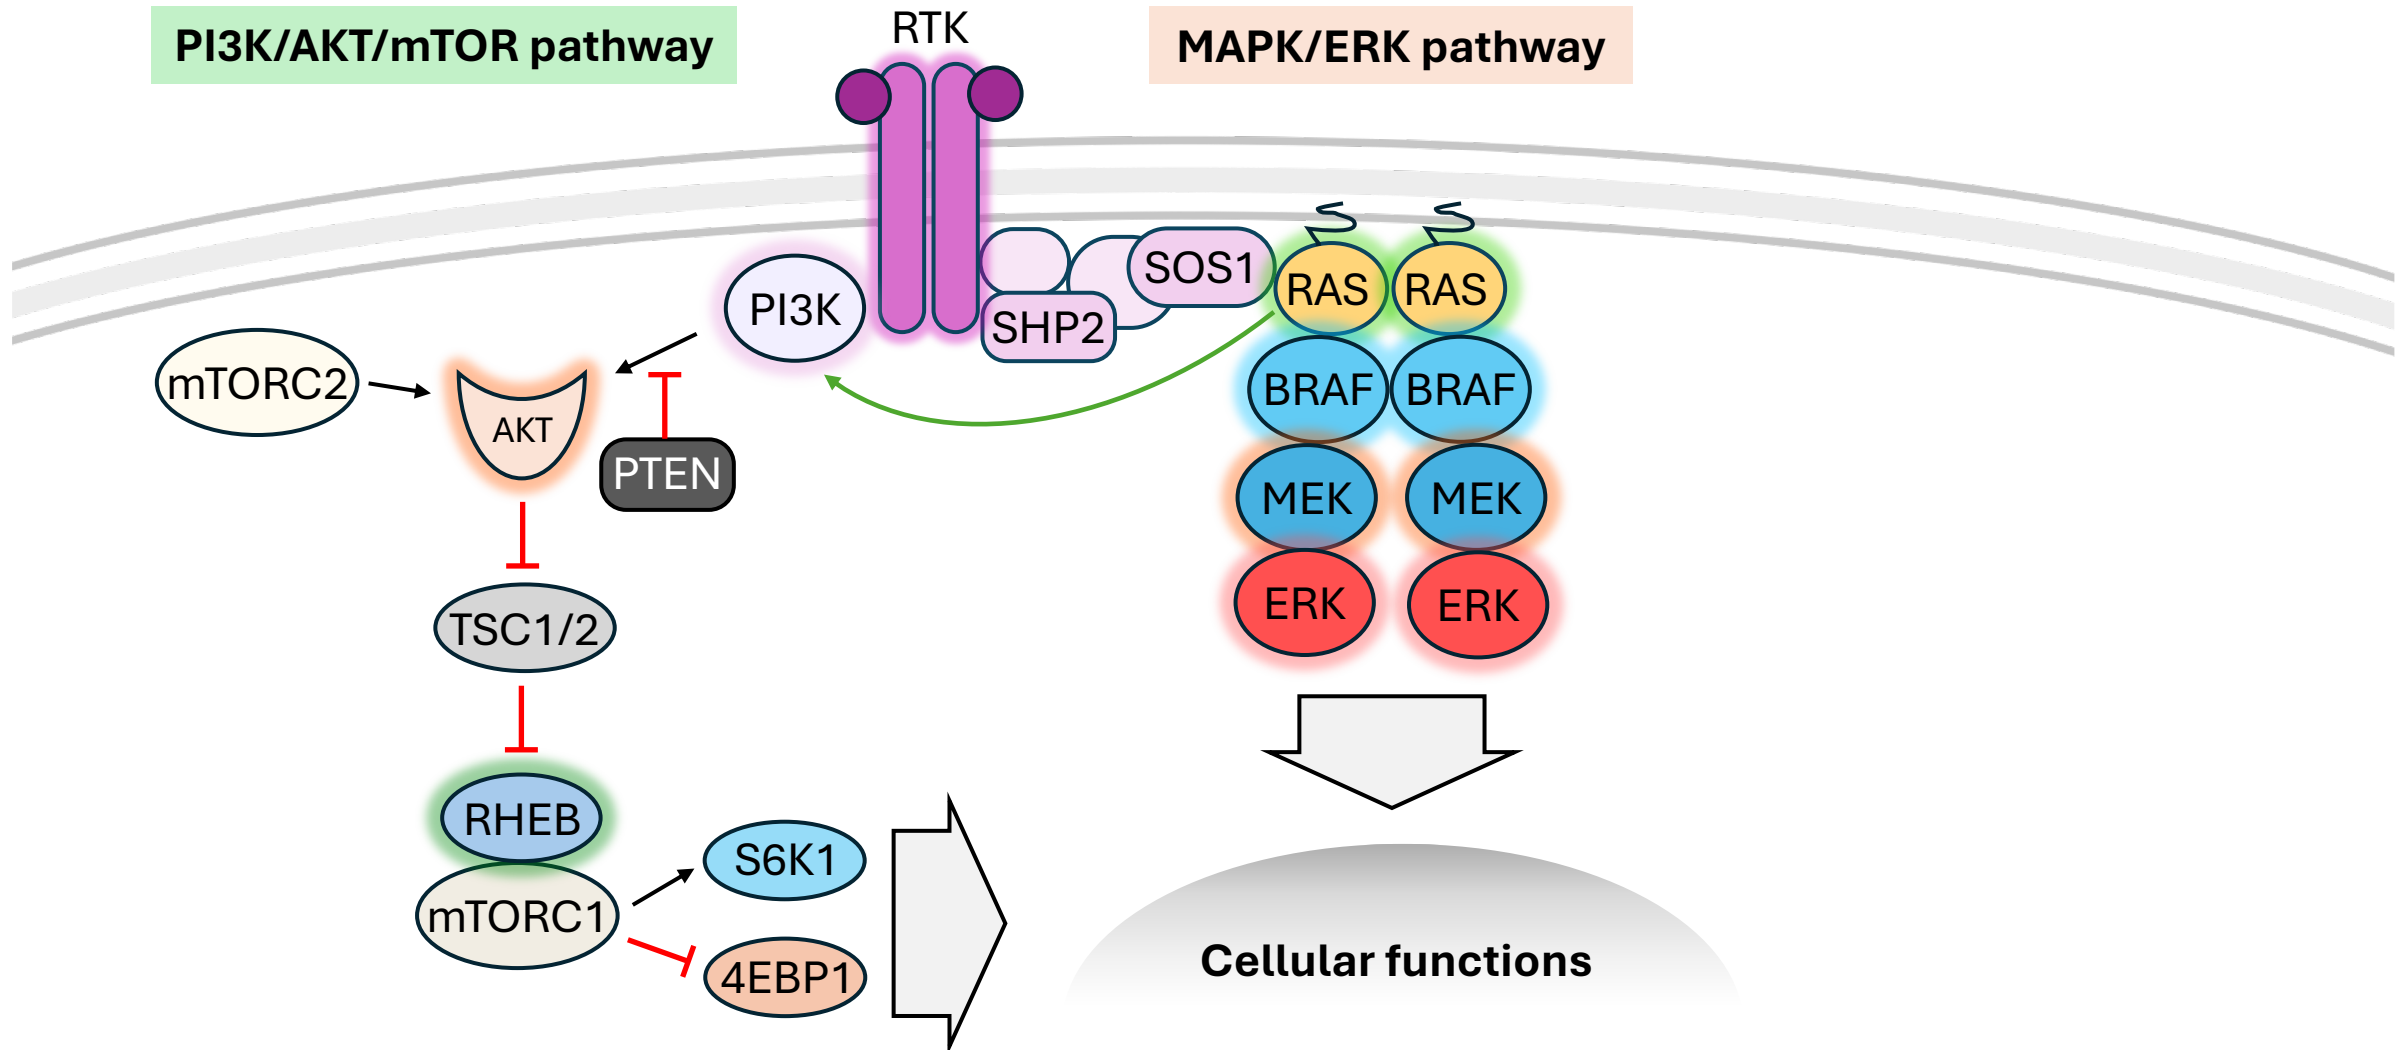 PI3K/AKT/mTOR pathway
RTK
MAPK/ERK pathway
PI3K
SHP2
SOS1
RAS
RAS
mTORC2
AKT
PTEN
BRAF
BRAF
MEK
MEK
ERK
ERK
TSC1/2
RHEB
mTORC1
S6K1
4EBP1
Cellular functions